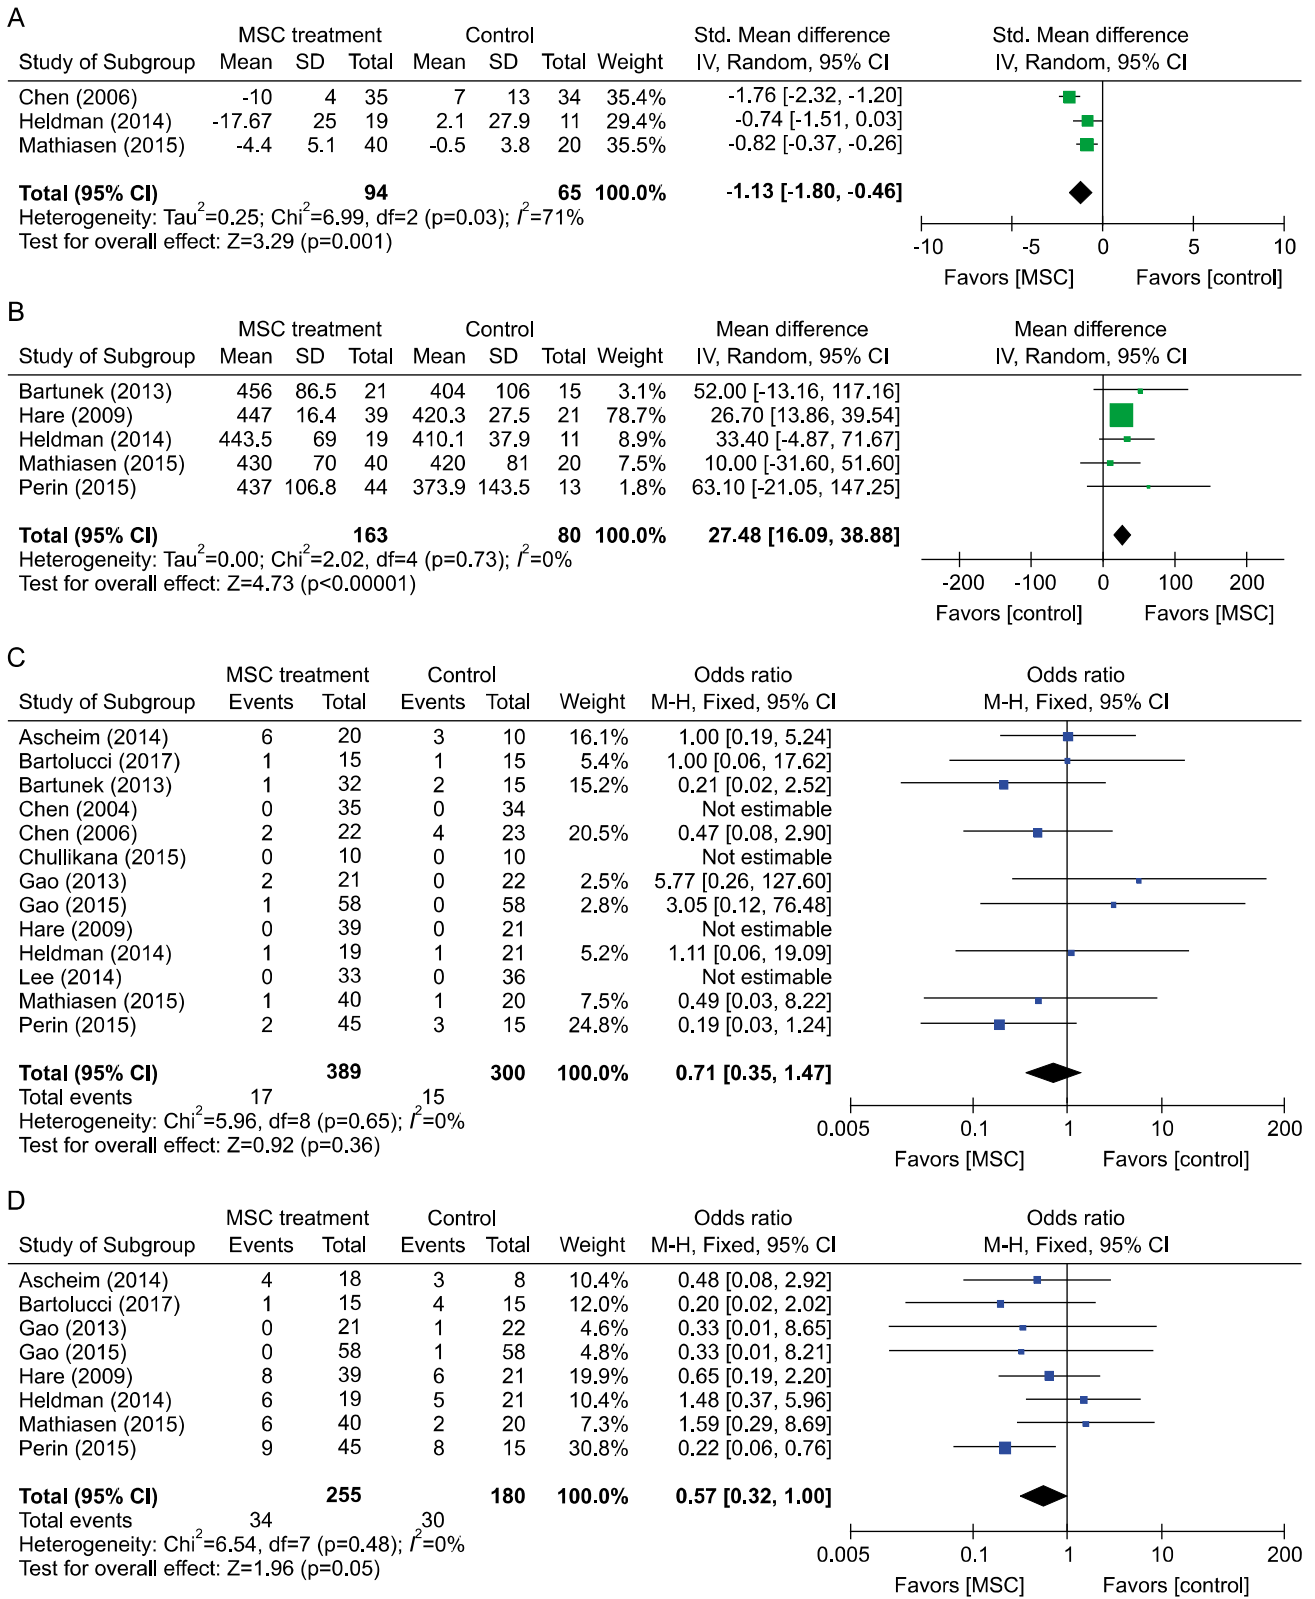 A
MSC treatment Control Std. Mean difference Std. Mean difference
Study of Subgroup Mean SD Total Mean SD Total Weight IV, Random, 95% CI IV, Random, 95% CI
Chen (2006) -10 4 35 7 13 34 35.4% -1.76 [-2.32, -1.20]
Heldman (2014) -17.67 25 19 2.1 27.9 11 29.4% -0.74 [-1.51, 0.03]
Mathiasen (2015) -4.4 5.1 40 -0.5 3.8 20 35.5% -0.82 [-0.37, -0.26]
Total (95% CI) 94 65 100.0% -1.13 [-1.80, -0.46]
Heterogeneity: Tau²=0.25; Chi²=6.99, df=2 (p=0.03); I²=71%
Test for overall effect: Z=3.29 (p=0.001)
-10 -5 0 5 10
Favors [MSC] Favors [control]
B
MSC treatment Control Mean difference Mean difference
Study of Subgroup Mean SD Total Mean SD Total Weight IV, Random, 95% CI IV, Random, 95% CI
Bartunek (2013) 456 86.5 21 404 106 15 3.1% 52.00 [-13.16, 117.16]
Hare (2009) 447 16.4 39 420.3 27.5 21 78.7% 26.70 [13.86, 39.54]
Heldman (2014) 443.5 69 19 410.1 37.9 11 8.9% 33.40 [-4.87, 71.67]
Mathiasen (2015) 430 70 40 420 81 20 7.5% 10.00 [-31.60, 51.60]
Perin (2015) 437 106.8 44 373.9 143.5 13 1.8% 63.10 [-21.05, 147.25]
Total (95% CI) 163 80 100.0% 27.48 [16.09, 38.88]
Heterogeneity: Tau²=0.00; Chi²=2.02, df=4 (p=0.73); I²=0%
Test for overall effect: Z=4.73 (p<0.00001)
-200 -100 0 100 200
Favors [control] Favors [MSC]
C
MSC treatment Control Odds ratio Odds ratio
Study of Subgroup Events Total Events Total Weight M-H, Fixed, 95% CI M-H, Fixed, 95% CI
Ascheim (2014) 6 20 3 10 16.1% 1.00 [0.19, 5.24]
Bartolucci (2017) 1 15 1 15 5.4% 1.00 [0.06, 17.62]
Bartunek (2013) 1 32 2 15 15.2% 0.21 [0.02, 2.52]
Chen (2004) 0 35 0 34 Not estimable
Chen (2006) 2 22 4 23 20.5% 0.47 [0.08, 2.90]
Chullikana (2015) 0 10 0 10 Not estimable
Gao (2013) 2 21 0 22 2.5% 5.77 [0.26, 127.60]
Gao (2015) 1 58 0 58 2.8% 3.05 [0.12, 76.48]
Hare (2009) 0 39 0 21 Not estimable
Heldman (2014) 1 19 1 21 5.2% 1.11 [0.06, 19.09]
Lee (2014) 0 33 0 36 Not estimable
Mathiasen (2015) 1 40 1 20 7.5% 0.49 [0.03, 8.22]
Perin (2015) 2 45 3 15 24.8% 0.19 [0.03, 1.24]
Total (95% CI) 389 300 100.0% 0.71 [0.35, 1.47]
Total events 17 15
Heterogeneity: Chi²=5.96, df=8 (p=0.65); I²=0%
Test for overall effect: Z=0.92 (p=0.36)
0.005 0.1 1 10 200
Favors [MSC] Favors [control]
D
MSC treatment Control Odds ratio Odds ratio
Study of Subgroup Events Total Events Total Weight M-H, Fixed, 95% CI M-H, Fixed, 95% CI
Ascheim (2014) 4 18 3 8 10.4% 0.48 [0.08, 2.92]
Bartolucci (2017) 1 15 4 15 12.0% 0.20 [0.02, 2.02]
Gao (2013) 0 21 1 22 4.6% 0.33 [0.01, 8.65]
Gao (2015) 0 58 1 58 4.8% 0.33 [0.01, 8.21]
Hare (2009) 8 39 6 21 19.9% 0.65 [0.19, 2.20]
Heldman (2014) 6 19 5 21 10.4% 1.48 [0.37, 5.96]
Mathiasen (2015) 6 40 2 20 7.3% 1.59 [0.29, 8.69]
Perin (2015) 9 45 8 15 30.8% 0.22 [0.06, 0.76]
Total (95% CI) 255 180 100.0% 0.57 [0.32, 1.00]
Total events 34 30
Heterogeneity: Chi²=6.54, df=7 (p=0.48); I²=0%
Test for overall effect: Z=1.96 (p=0.05)
0.005 0.1 1 10 200
Favors [MSC] Favors [control]